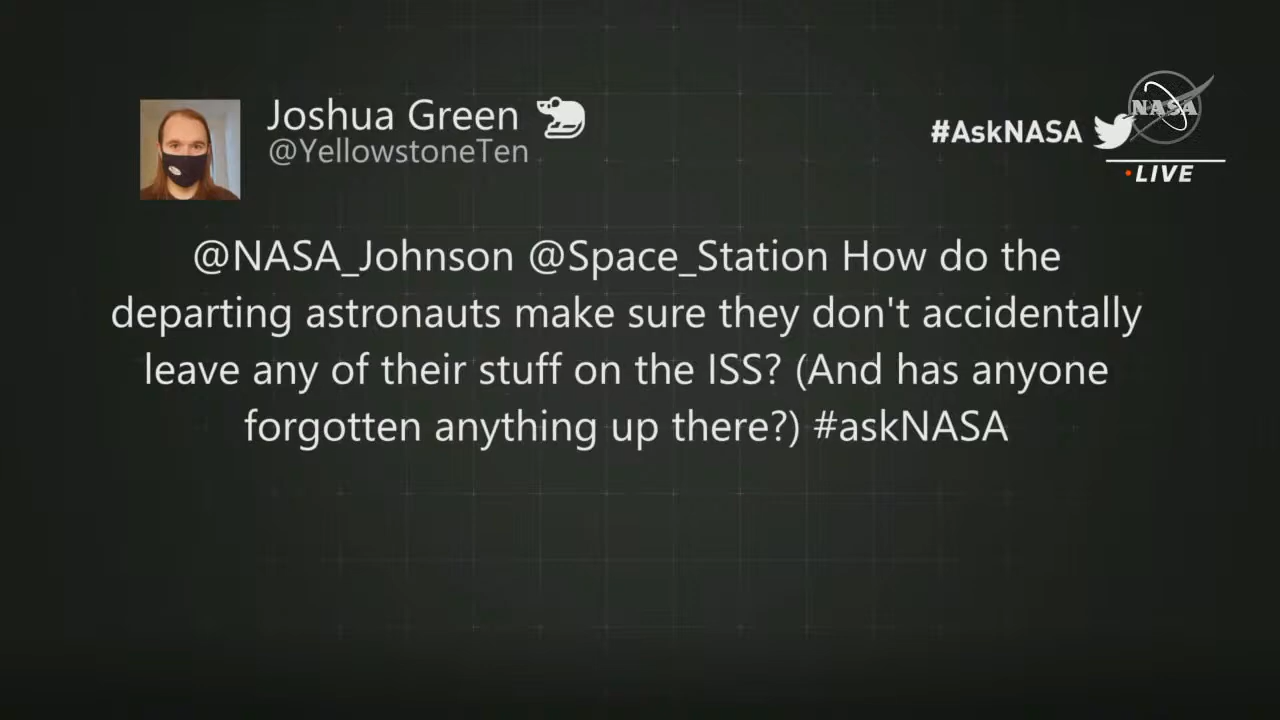 Joshua Green
@YellowstoneTen
#AskNASA
NASA
LIVE
@NASA_Johnson @Space_Station How do the
departing astronauts make sure they don't accidentally
leave any of their stuff on the ISS? (And has anyone
forgotten anything up there?) #askNASA